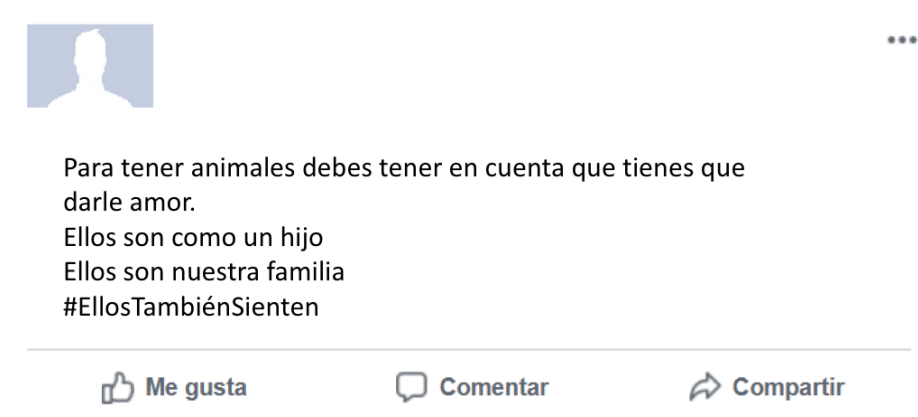 Para tener animales debes tener en cuenta que tienes que
darle amor.
Ellos son como un hijo
Ellos son nuestra familia
#EllosTambiénSienten
Me gusta
Comentar
Compartir